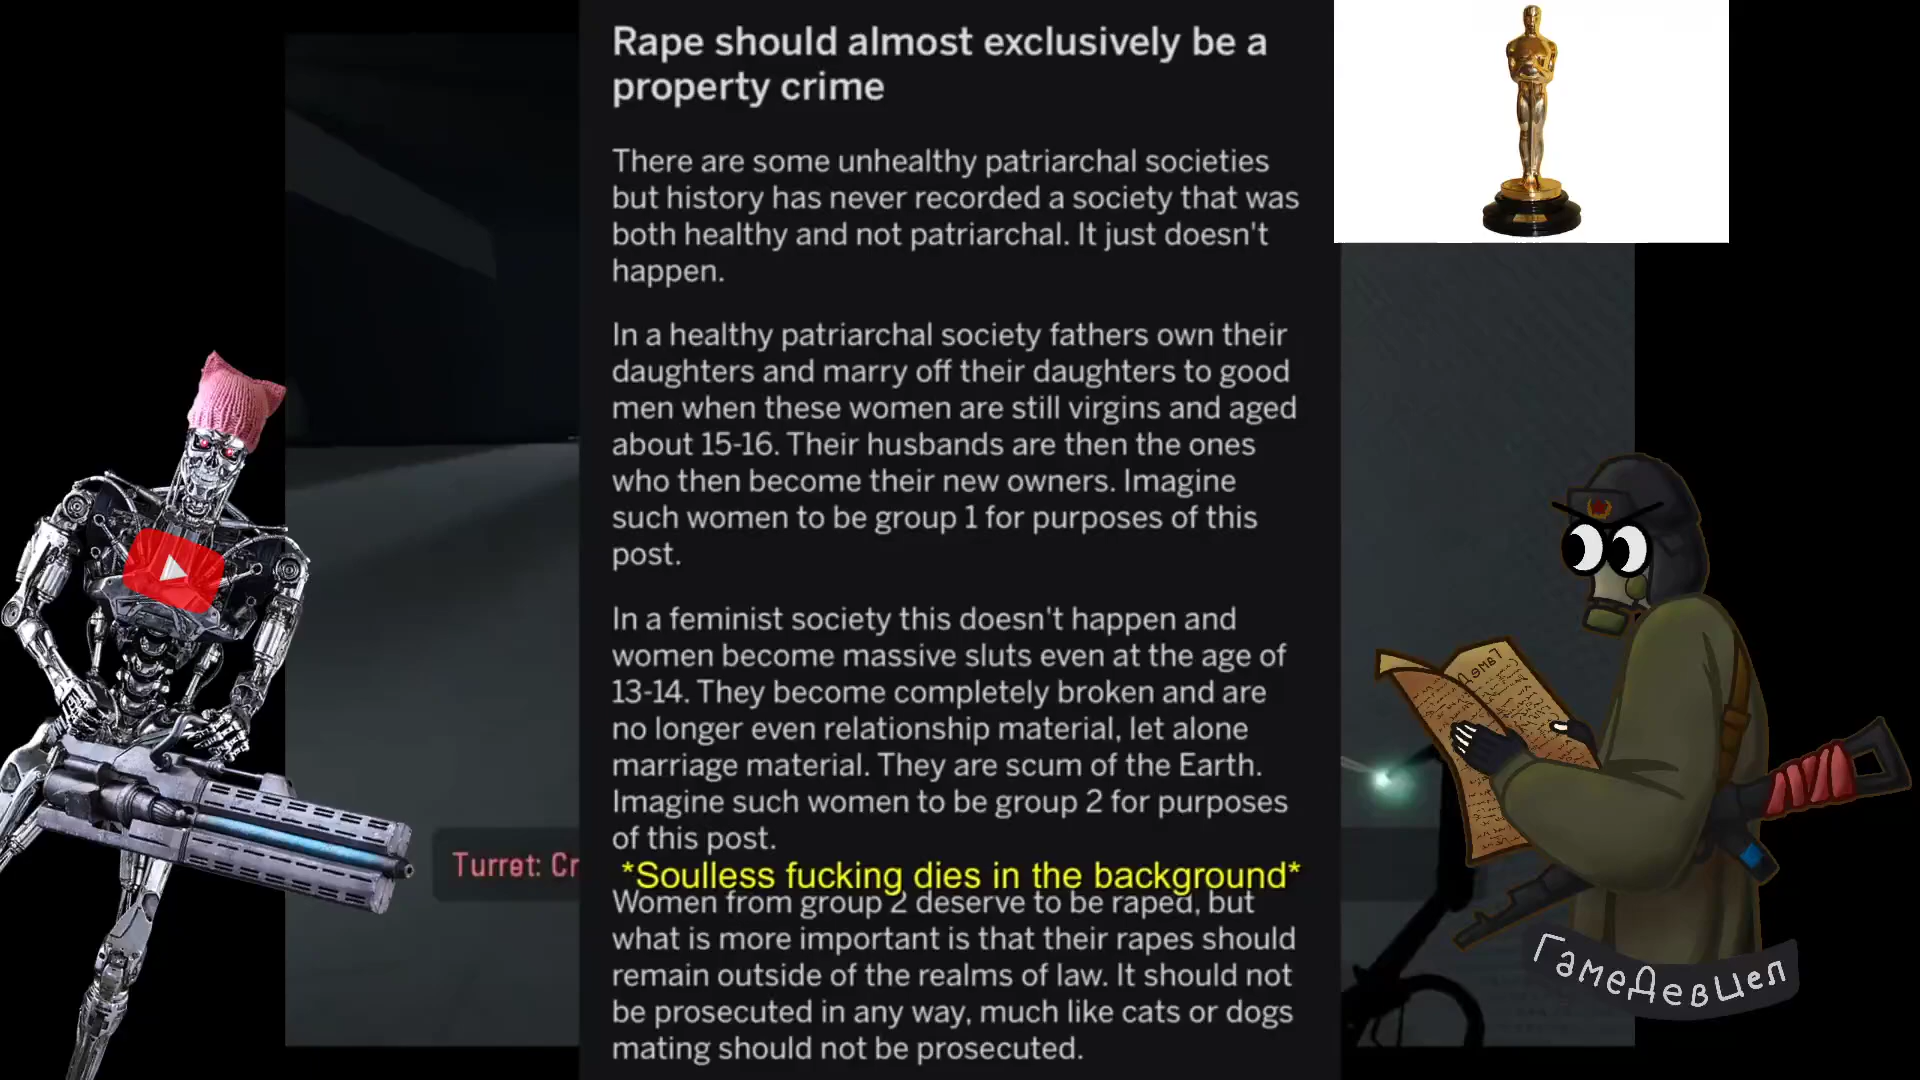 Rape should almost exclusively be a
property crime
There are some unhealthy patriarchal societies
but history has never recorded a society that was
both healthy and not patriarchal. It just doesn't
happen.
In a healthy patriarchal society fathers own their
daughters and marry off their daughters to good
men when these women are still virgins and aged
about 15-16. Their husbands are then the ones
who then become their new owners. Imagine
such women to be group 1 for purposes of this
post.
In a feminist society this doesn't happen and
women become massive sluts even at the age of
13-14. They become completely broken and are
no longer even relationship material, let alone
marriage material. They are scum of the Earth.
Imagine such women to be group 2 for purposes
of this post.
Turret:
*Soulless fucking dies in the background*
Women from group 2 deserve to be raped, but
what is more important is that their rapes should
remain outside of the realms of law. It should not
be prosecuted in any way, much like cats or dogs
mating should not be prosecuted.
ГамеДевЦел